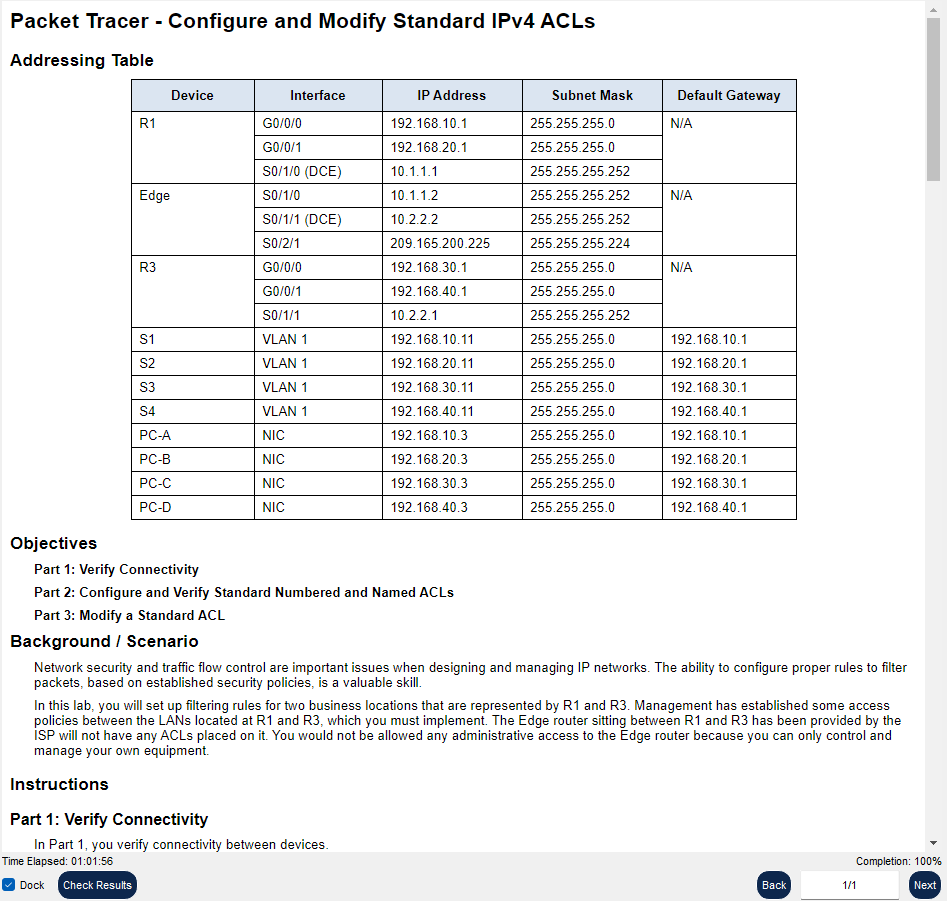 Packet Tracer - Configure and Modify Standard IPv4 ACLs
Addressing Table
Device Interface IP Address Subnet Mask Default Gateway
R1 G0/0/0 192.168.10.1 255.255.255.0 N/A
G0/0/1 192.168.20.1 255.255.255.0
S0/1/0 (DCE) 10.1.1.1 255.255.255.252
Edge S0/1/0 10.1.1.2 255.255.255.252 N/A
S0/1/1 (DCE) 10.2.2.2 255.255.255.252
S0/2/1 209.165.200.225 255.255.255.224
R3 G0/0/0 192.168.30.1 255.255.255.0 N/A
G0/0/1 192.168.40.1 255.255.255.0
S0/1/1 10.2.2.1 255.255.255.252
S1 VLAN 1 192.168.10.11 255.255.255.0 192.168.10.1
S2 VLAN 1 192.168.20.11 255.255.255.0 192.168.20.1
S3 VLAN 1 192.168.30.11 255.255.255.0 192.168.30.1
S4 VLAN 1 192.168.40.11 255.255.255.0 192.168.40.1
PC-A NIC 192.168.10.3 255.255.255.0 192.168.10.1
PC-B NIC 192.168.20.3 255.255.255.0 192.168.20.1
PC-C NIC 192.168.30.3 255.255.255.0 192.168.30.1
PC-D NIC 192.168.40.3 255.255.255.0 192.168.40.1
Objectives
Part 1: Verify Connectivity
Part 2: Configure and Verify Standard Numbered and Named ACLs
Part 3: Modify a Standard ACL
Background / Scenario
Network security and traffic flow control are important issues when designing and managing IP networks. The ability to configure proper rules to filter
packets, based on established security policies, is a valuable skill.
In this lab, you will set up filtering rules for two business locations that are represented by R1 and R3. Management has established some access
policies between the LANs located at R1 and R3, which you must implement. The Edge router sitting between R1 and R3 has been provided by the
ISP will not have any ACLs placed on it. You would not be allowed any administrative access to the Edge router because you can only control and
manage your own equipment.
Instructions
Part 1: Verify Connectivity
In Part 1, you verify connectivity between devices.
Time Elapsed: 01:01:56 Completion: 100%
Dock Check Results Back 1/1 Next